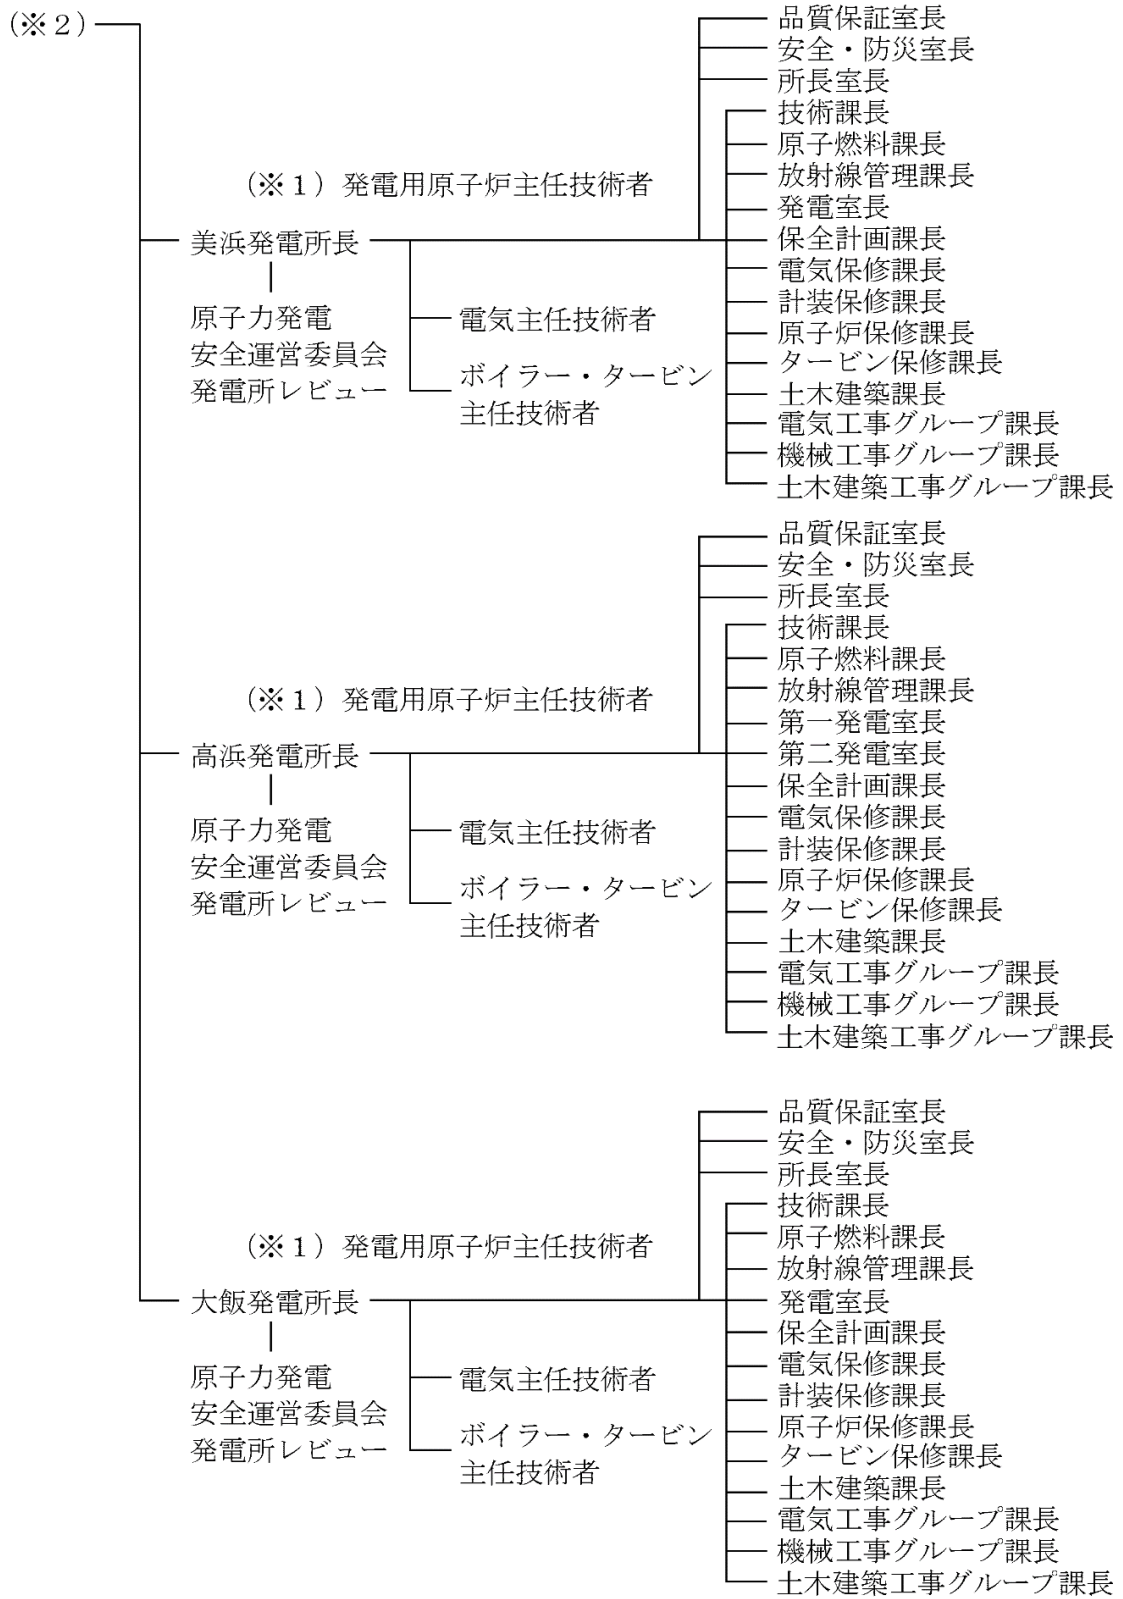 (※２)
品質保証室長
安全・防災室長
所長室長
技術課長
原子燃料課長
放射線管理課長
発電室長
保全計画課長
電気保修課長
計装保修課長
原子炉保修課長
タービン保修課長
土木建築課長
電気工事グループ課長
機械工事グループ課長
土木建築工事グループ課長
(※１) 発電用原子炉主任技術者
美浜発電所長
原子力発電
安全運営委員会
発電所レビュー
電気主任技術者
ボイラー・タービン
主任技術者
品質保証室長
安全・防災室長
所長室長
技術課長
原子燃料課長
放射線管理課長
第一発電室長
第二発電室長
保全計画課長
電気保修課長
計装保修課長
原子炉保修課長
タービン保修課長
土木建築課長
電気工事グループ課長
機械工事グループ課長
土木建築工事グループ課長
(※１) 発電用原子炉主任技術者
高浜発電所長
原子力発電
安全運営委員会
発電所レビュー
電気主任技術者
ボイラー・タービン
主任技術者
品質保証室長
安全・防災室長
所長室長
技術課長
原子燃料課長
放射線管理課長
発電室長
保全計画課長
電気保修課長
計装保修課長
原子炉保修課長
タービン保修課長
土木建築課長
電気工事グループ課長
機械工事グループ課長
土木建築工事グループ課長
(※１) 発電用原子炉主任技術者
大飯発電所長
原子力発電
安全運営委員会
発電所レビュー
電気主任技術者
ボイラー・タービン
主任技術者